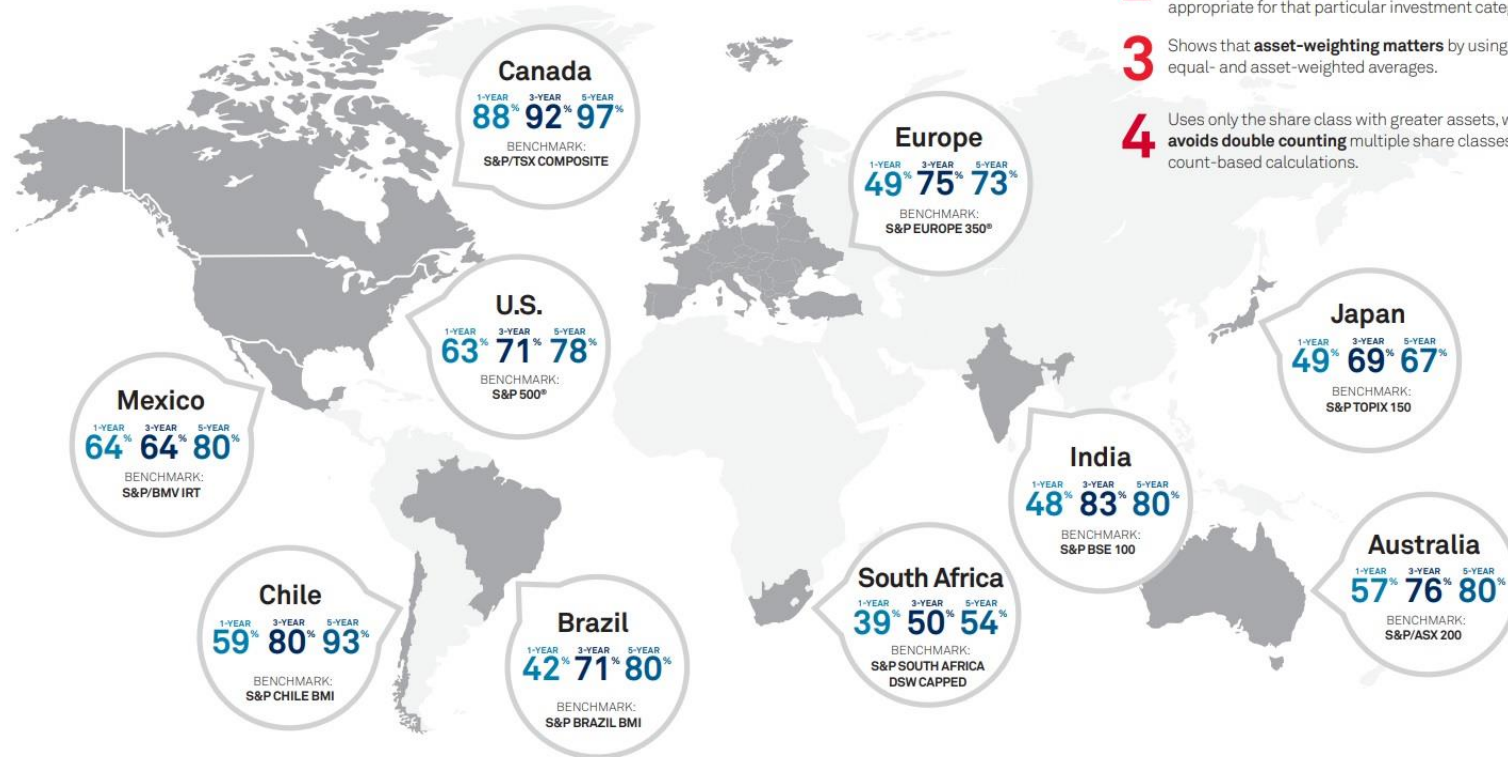 appropriate for that particular investment
3 Shows that asset-weighting matters by using
equal- and asset-weighted averages.
4 Uses only the share class with greater assets,
avoids double counting multiple share classes
count-based calculations.
Canada
1-YEAR 3-YEAR 5-YEAR
88% 92% 97%
BENCHMARK:
S&P/TSX COMPOSITE
Europe
1-YEAR 3-YEAR 5-YEAR
49% 75% 73%
BENCHMARK:
S&P EUROPE 350®
U.S.
1-YEAR 3-YEAR 5-YEAR
63% 71% 78%
BENCHMARK:
S&P 500®
Japan
1-YEAR 3-YEAR 5-YEAR
49% 69% 67%
BENCHMARK:
S&P TOPIX 150
Mexico
1-YEAR 3-YEAR 5-YEAR
64% 64% 80%
BENCHMARK:
S&P/BMV IRT
India
1-YEAR 3-YEAR 5-YEAR
48% 83% 80%
BENCHMARK:
S&P BSE 100
Australia
1-YEAR 3-YEAR 5-YEAR
57% 76% 80%
BENCHMARK:
S&P/ASX 200
South Africa
1-YEAR 3-YEAR 5-YEAR
39% 50% 54%
BENCHMARK:
S&P SOUTH AFRICA
DSW CAPPED
Chile
1-YEAR 3-YEAR 5-YEAR
59% 80% 93%
BENCHMARK:
S&P CHILE BMI
Brazil
1-YEAR 3-YEAR 5-YEAR
42% 71% 80%
BENCHMARK:
S&P BRAZIL BMI